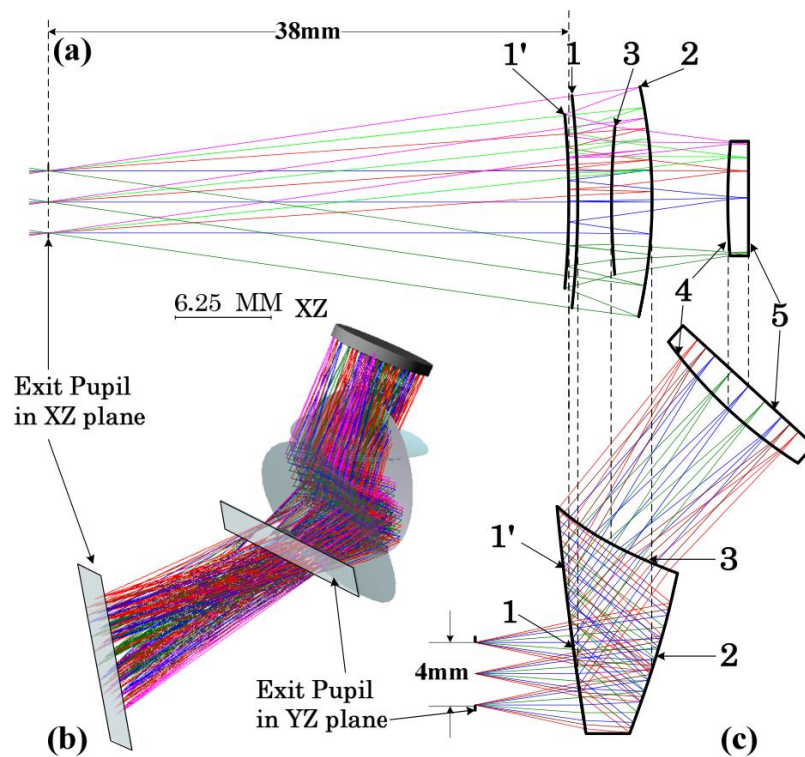 38mm
(a)
1'
1
3
2
6.25 MM
XZ
4
5
Exit Pupil
in XZ plane
1'
3
1
2
4mm
Exit Pupil
in YZ plane
(b)
(c)